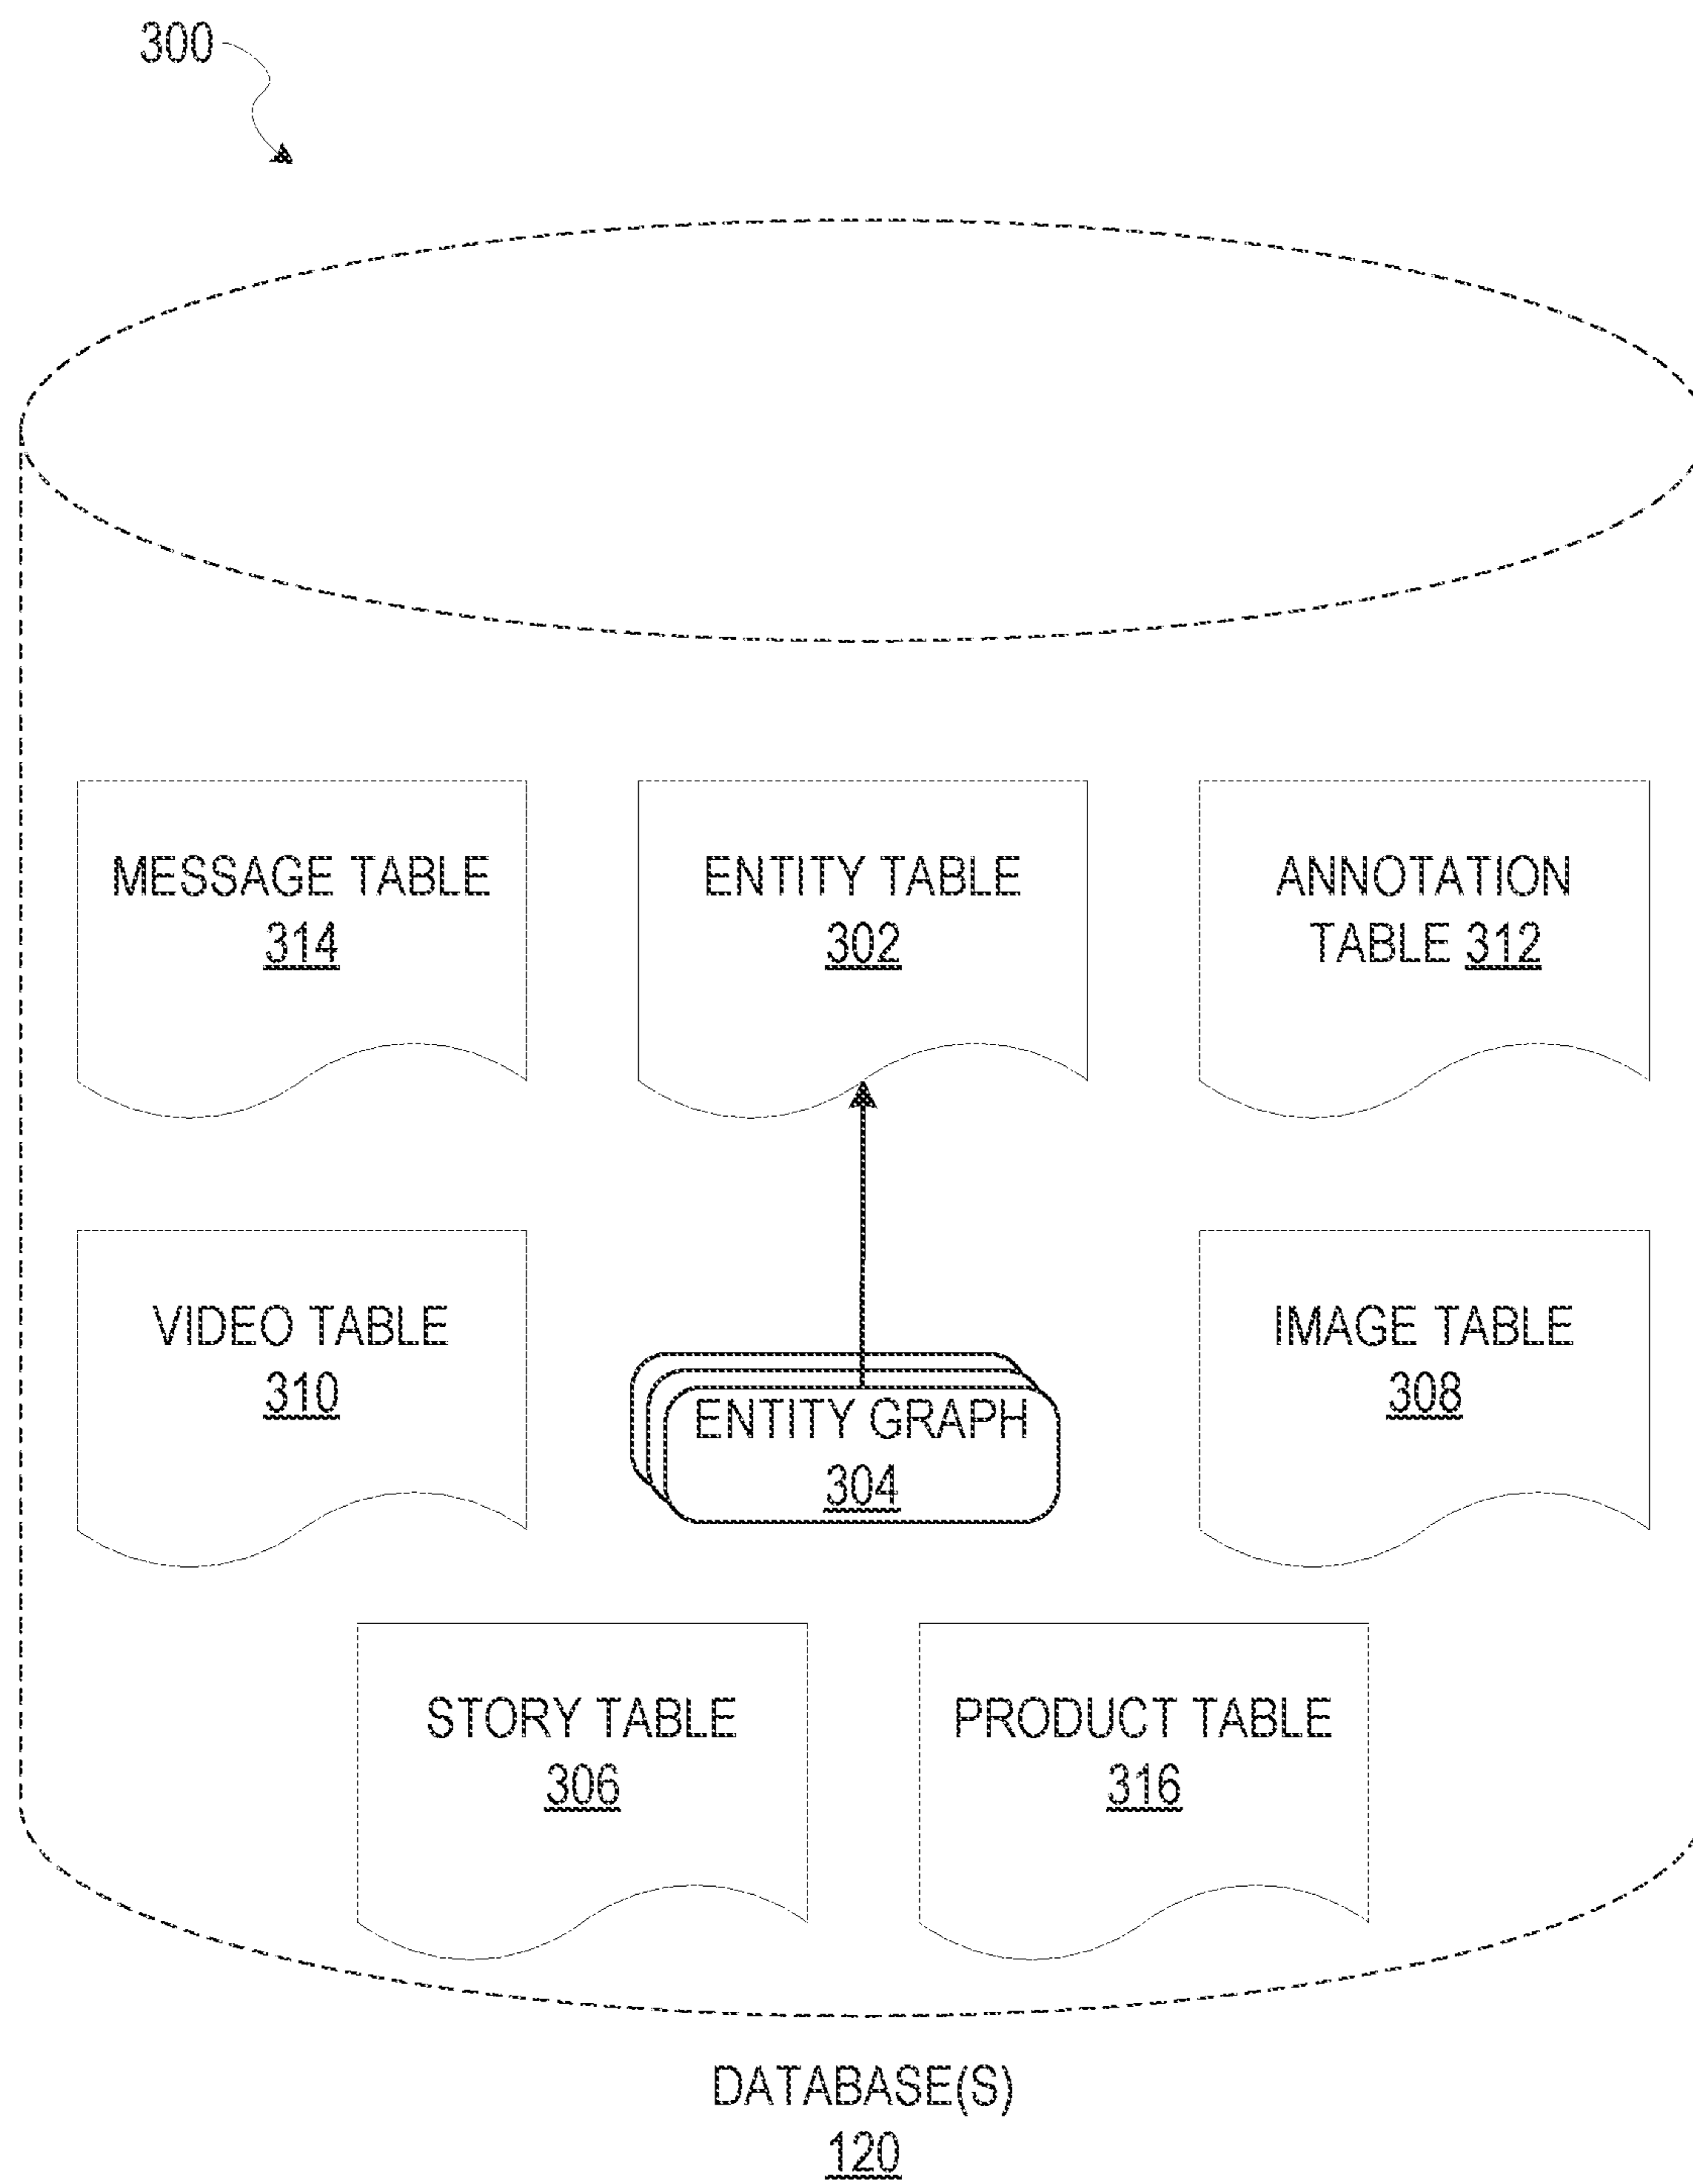 300
MESSAGE TABLE
314
ENTITY TABLE
302
ANNOTATION
TABLE 312
VIDEO TABLE
310
ENTITY GRAPH
304
IMAGE TABLE
308
STORY TABLE
306
PRODUCT TABLE
316
DATABASE(S)
120